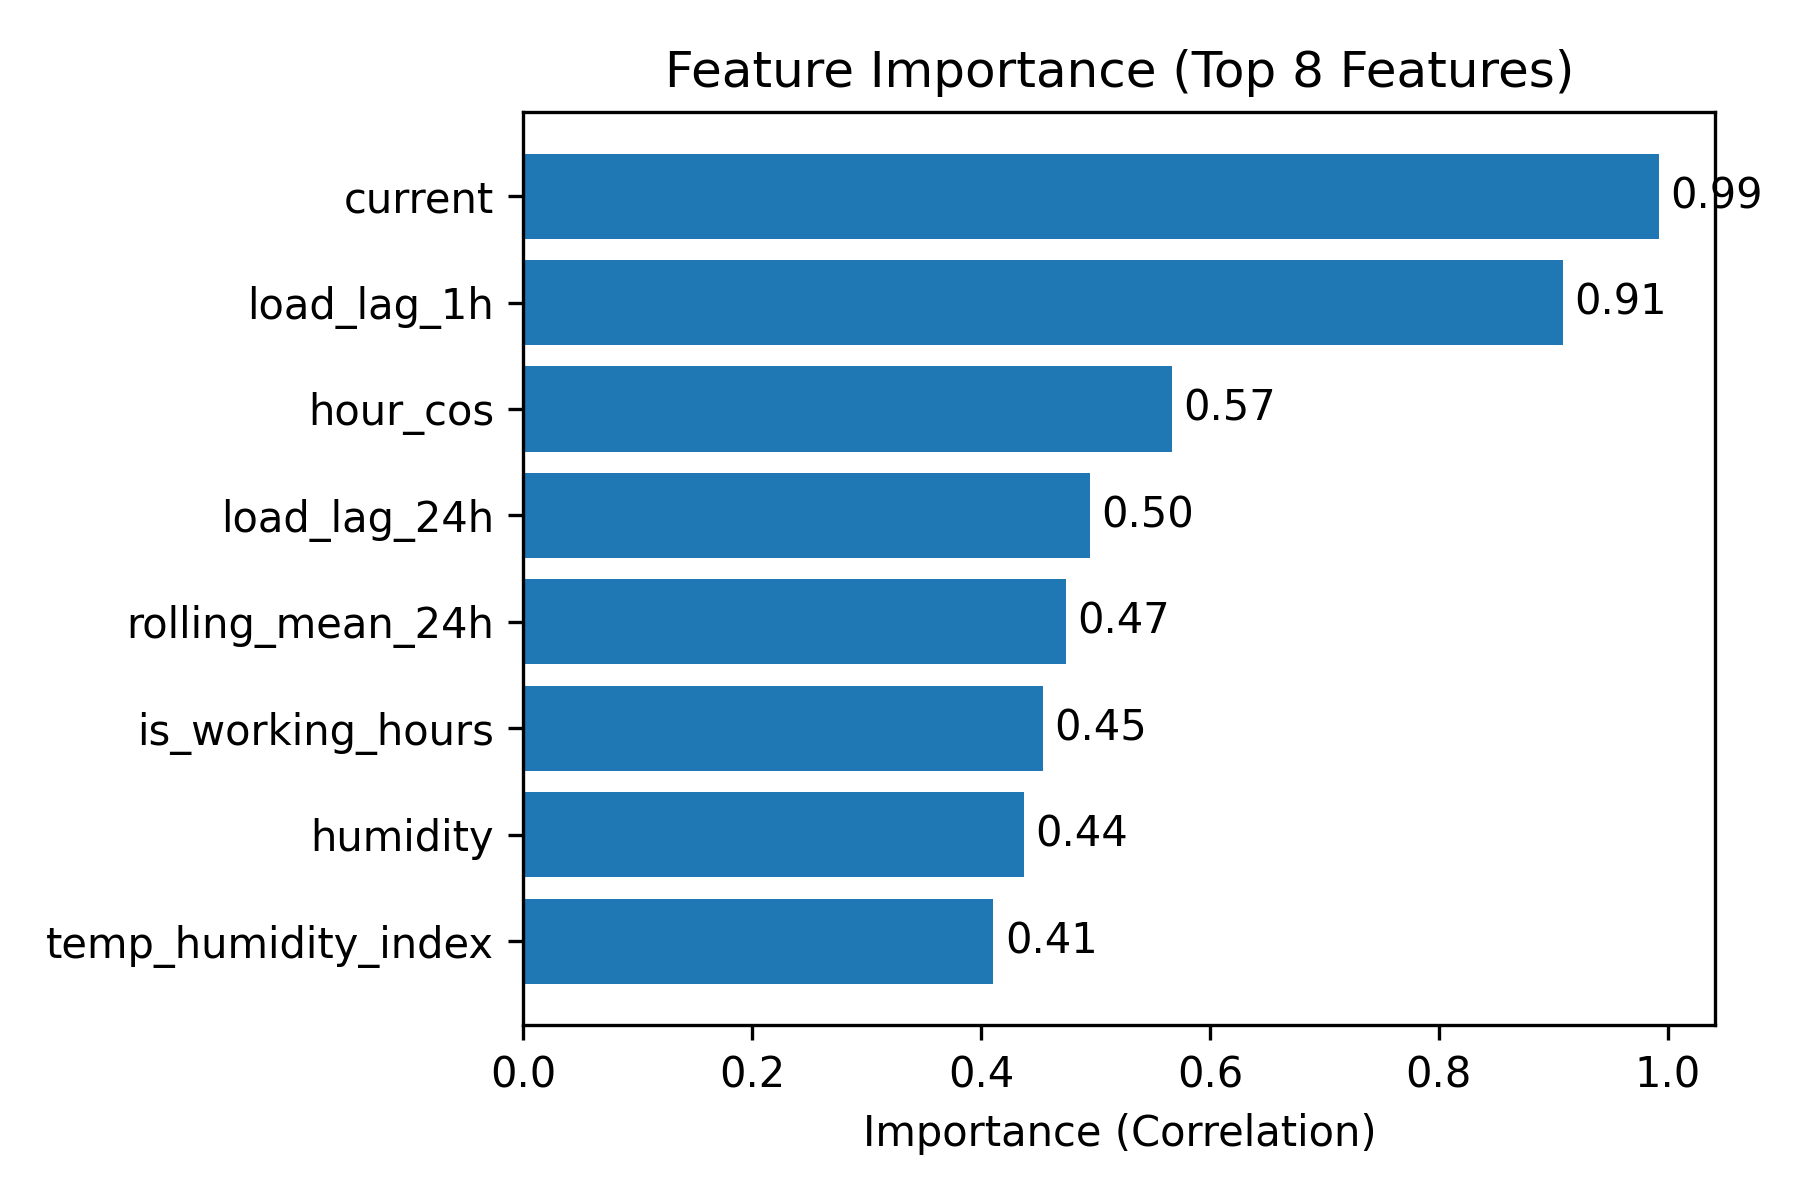 Feature Importance (Top 8 Features)
current
0.99
load_lag_1h
0.91
hour_cos
0.57
load_lag_24h
0.50
rolling_mean_24h
0.47
is_working_hours
0.45
humidity
0.44
temp_humidity_index
0.41
0.0 0.2 0.4 0.6 0.8 1.0
Importance (Correlation)